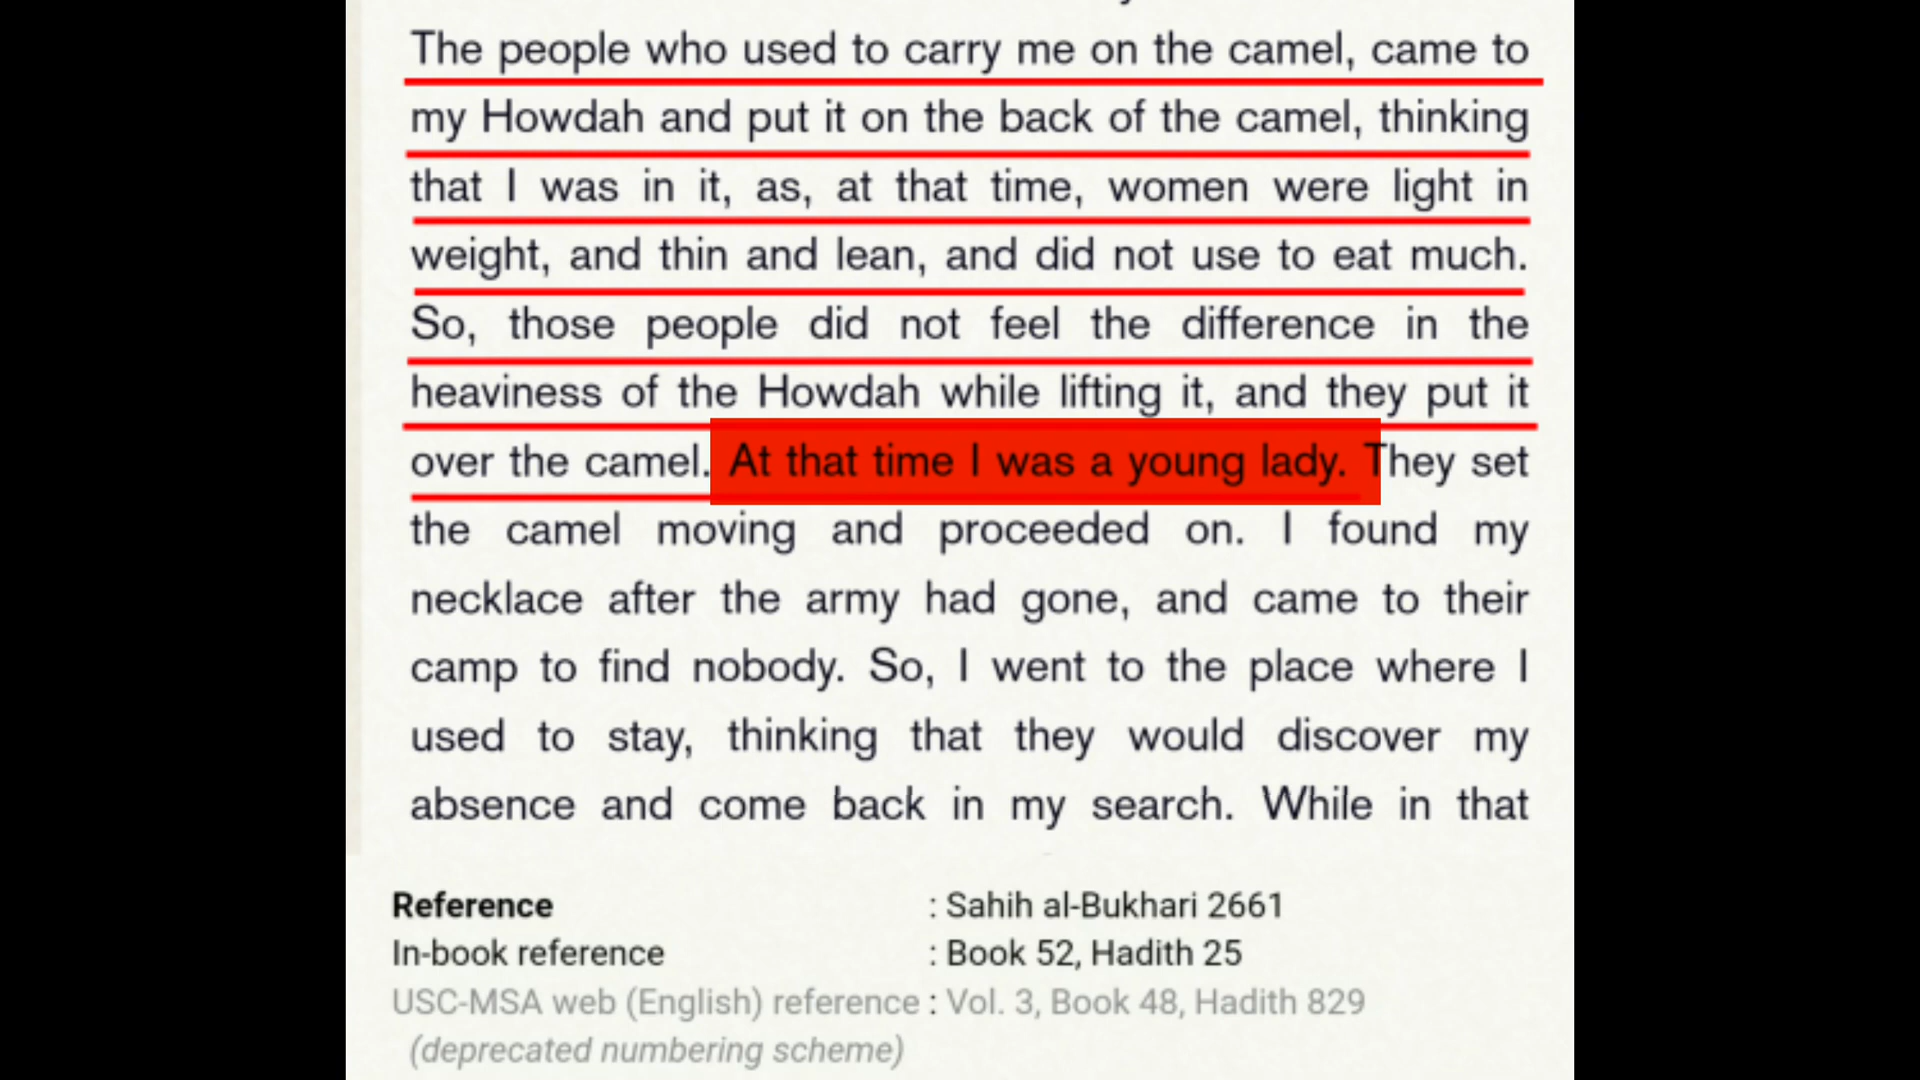 The people who used to carry me on the camel, came to
my Howdah and put it on the back of the camel, thinking
that I was in it, as, at that time, women were light in
weight, and thin and lean, and did not use to eat much.
So, those people did not feel the difference in the
heaviness of the Howdah while lifting it, and they put it
over the camel. At that time I was a young lady. They set
the camel moving and proceeded on. I found my
necklace after the army had gone, and came to their
camp to find nobody. So, I went to the place where I
used to stay, thinking that they would discover my
absence and come back in my search. While in that
Reference : Sahih al-Bukhari 2661
In-book reference : Book 52, Hadith 25
USC-MSA web (English) reference : Vol. 3, Book 48, Hadith 829
(deprecated numbering scheme)